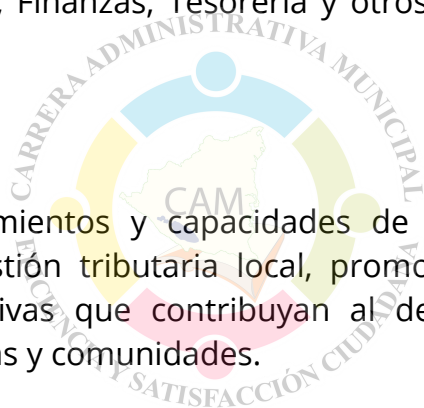 , Finanzas, Tesorería y otros
CARRERA ADMINISTRATIVA MUNICIPAL
CAM
mientos y capacidades de
stión tributaria local, promo
ivas que contribuyan al de
as y comunidades.
EFICIENCIA Y SATISFACCIÓN CIUDADANA